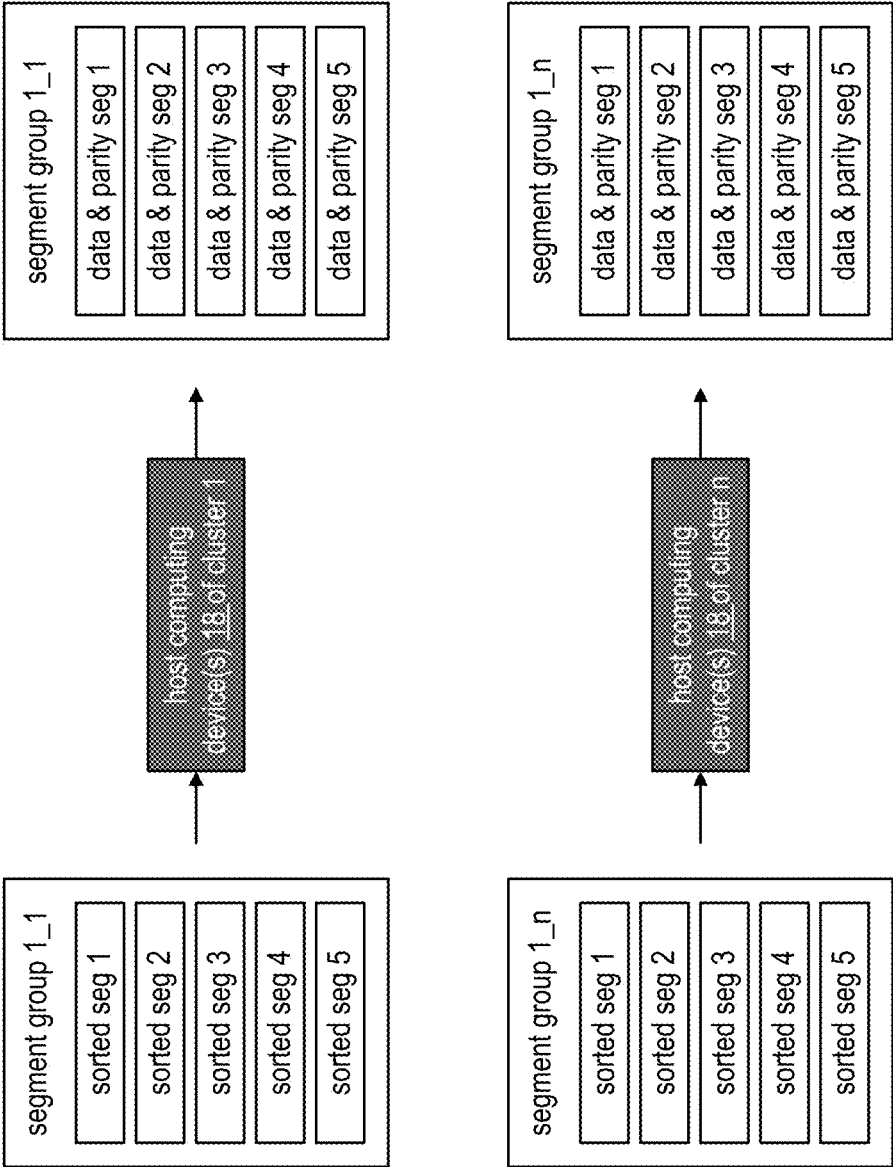 segment group 1_1
sorted seg 1
sorted seg 2
sorted seg 3
sorted seg 4
sorted seg 5
host computing
device(s) 18 of cluster 1
segment group 1_1
data & parity seg 1
data & parity seg 2
data & parity seg 3
data & parity seg 4
data & parity seg 5
segment group 1_n
sorted seg 1
sorted seg 2
sorted seg 3
sorted seg 4
sorted seg 5
host computing
device(s) 18 of cluster n
segment group 1_n
data & parity seg 1
data & parity seg 2
data & parity seg 3
data & parity seg 4
data & parity seg 5